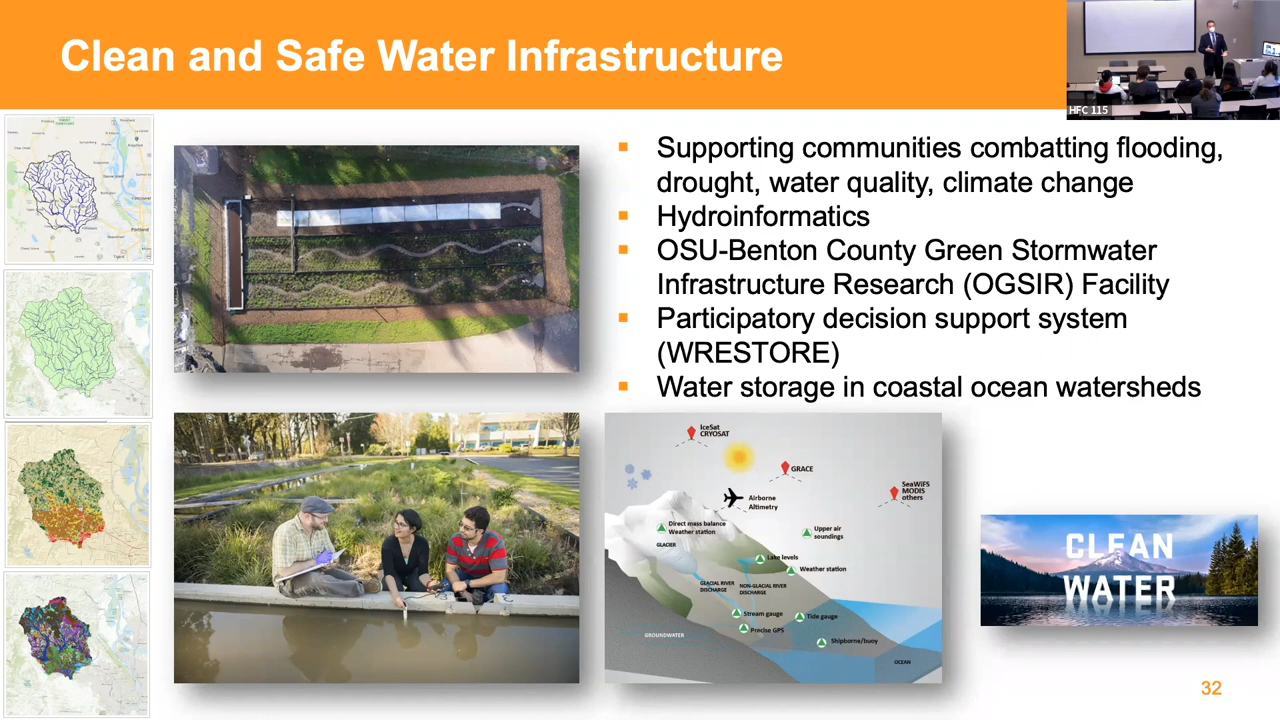 Clean and Safe Water Infrastructure
HFC 115
Supporting communities combatting flooding,
drought, water quality, climate change
Hydroinformatics
OSU-Benton County Green Stormwater
Infrastructure Research (OGSIR) Facility
Participatory decision support system
(WRESTORE)
Water storage in coastal ocean watersheds
IceSat
CRYOSAT
GRACE
SeaWiFS
MODIS
others
Airborne
Altimetry
Direct mass balance
Weather station
GLACIER
Upper air
soundings
Lake levels
Weather station
GLACIAL RIVER
DISCHARGE
NON-GLACIAL RIVER
DISCHARGE
Stream gauge
Tide gauge
Precise GPS
GROUNDWATER
Shipborne/buoy
OCEAN
CLEAN
WATER
32